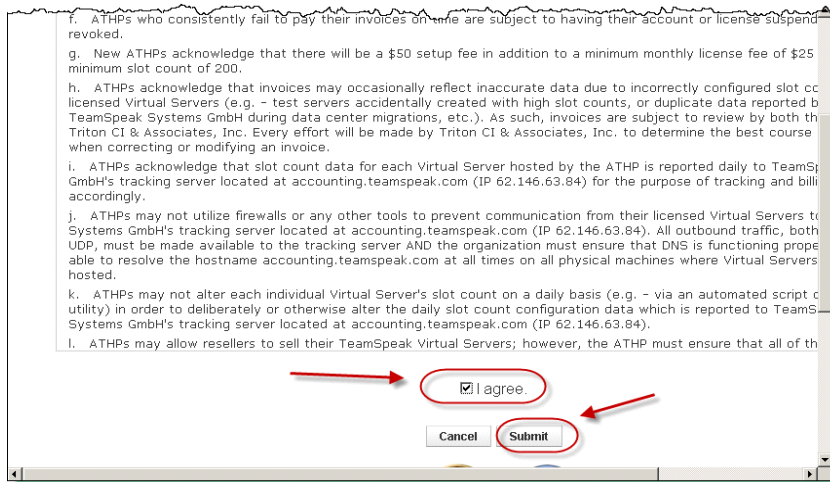 f. ATHPs who consistently fail to pay their invoices on time are subject to having their account or license suspend
revoked.
g. New ATHPs acknowledge that there will be a $50 setup fee in addition to a minimum monthly license fee of $25
minimum slot count of 200.
h. ATHPs acknowledge that invoices may occasionally reflect inaccurate data due to incorrectly configured slot co
licensed Virtual Servers (e.g. - test servers accidentally created with high slot counts, or duplicate data reported b
TeamSpeak Systems GmbH during data center migrations, etc.). As such, invoices are subject to review by both th
Triton CI & Associates, Inc. Every effort will be made by Triton CI & Associates, Inc. to determine the best course
when correcting or modifying an invoice.
i. ATHPs acknowledge that slot count data for each Virtual Server hosted by the ATHP is reported daily to TeamSp
GmbH's tracking server located at accounting.teamspeak.com (IP 62.146.63.84) for the purpose of tracking and billi
accordingly.
j. ATHPs may not utilize firewalls or any other tools to prevent communication from their licensed Virtual Servers to
Systems GmbH's tracking server located at accounting.teamspeak.com (IP 62.146.63.84). All outbound traffic, both
UDP, must be made available to the tracking server AND the organization must ensure that DNS is functioning prope
able to resolve the hostname accounting.teamspeak.com at all times on all physical machines where Virtual Servers
hosted.
k. ATHPs may not alter each individual Virtual Server's slot count on a daily basis (e.g. - via an automated script o
utility) in order to deliberately or otherwise alter the daily slot count configuration data which is reported to TeamS
Systems GmbH's tracking server located at accounting.teamspeak.com (IP 62.146.63.84).
l. ATHPs may allow resellers to sell their TeamSpeak Virtual Servers; however, the ATHP must ensure that all of th
I agree.
Cancel Submit